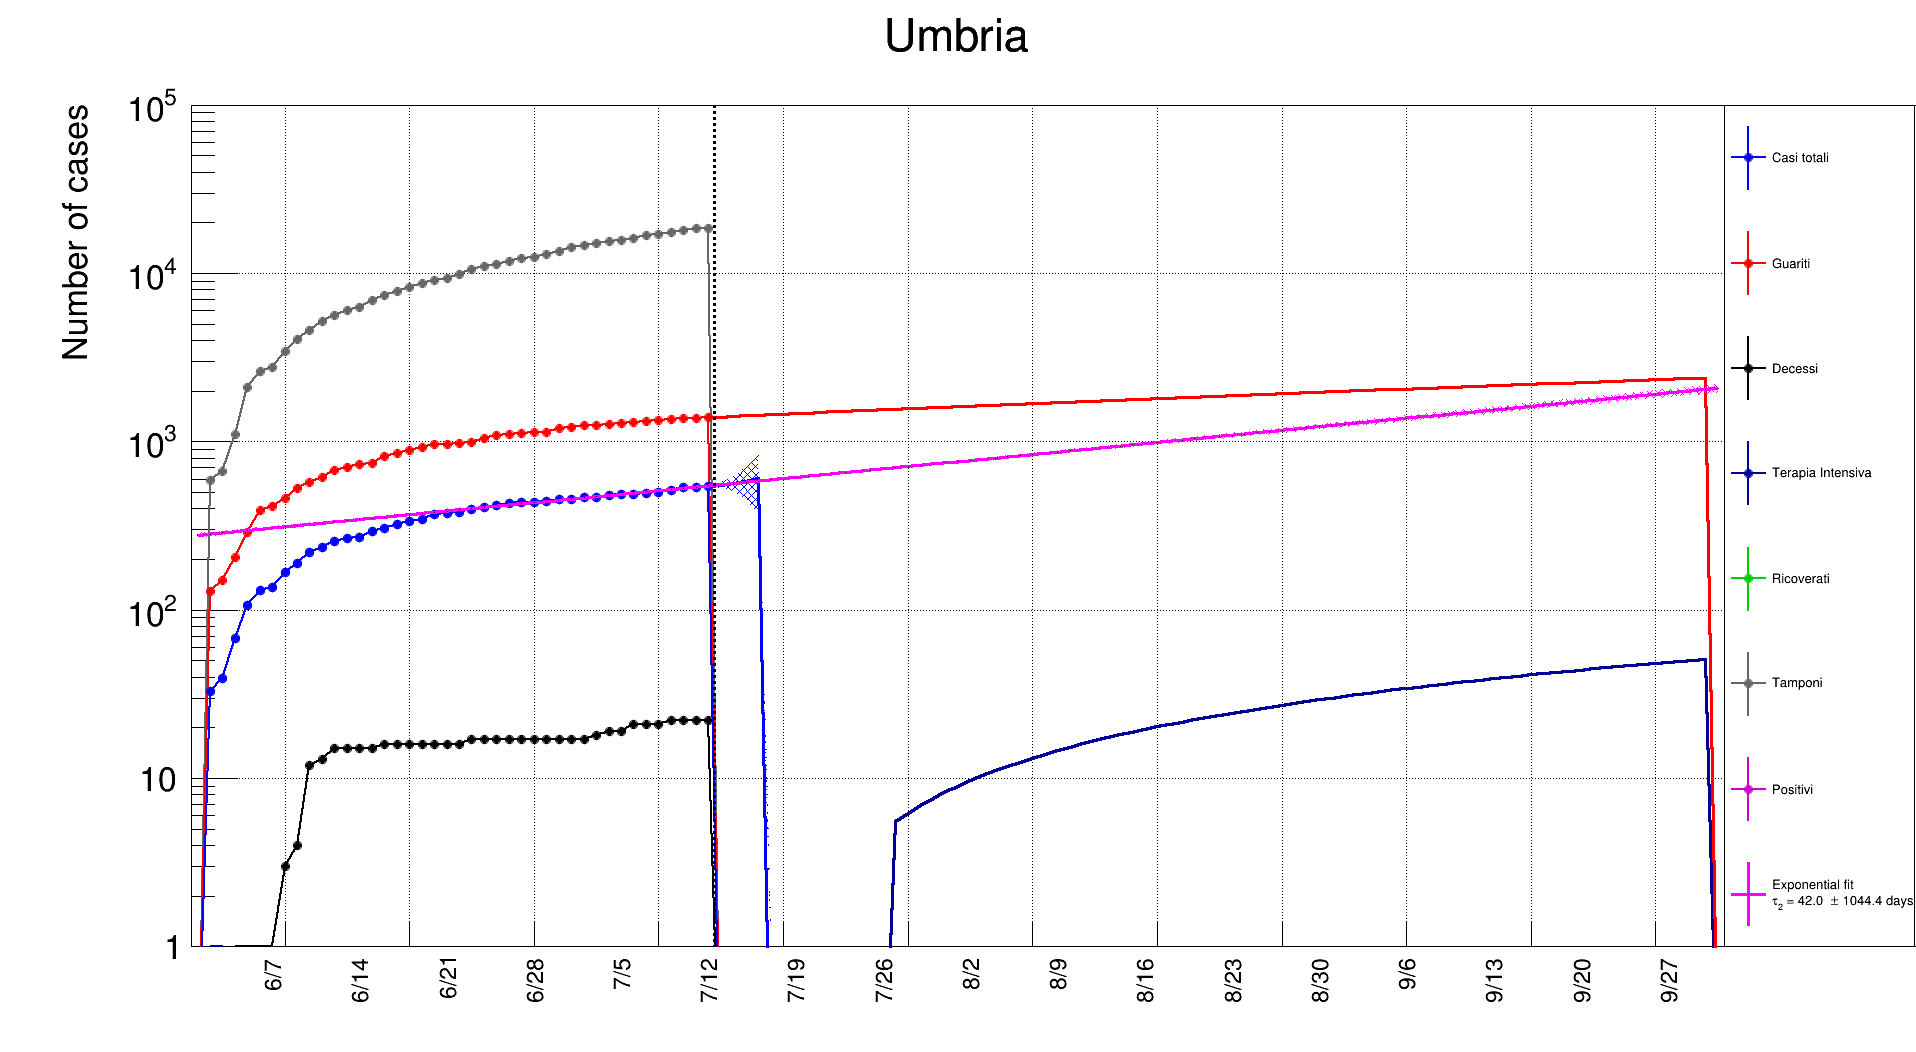 Umbria
Number of cases
10^5
10^4
10^3
10^2
10
1
6/7
6/14
6/21
6/28
7/5
7/12
7/19
7/26
8/2
8/9
8/16
8/23
8/30
9/6
9/13
9/20
9/27
Casi totali
Guariti
Decessi
Terapia Intensiva
Ricoverati
Tamponi
Positivi
Exponential fit
τ_2 = 42.0 ± 1044.4 days